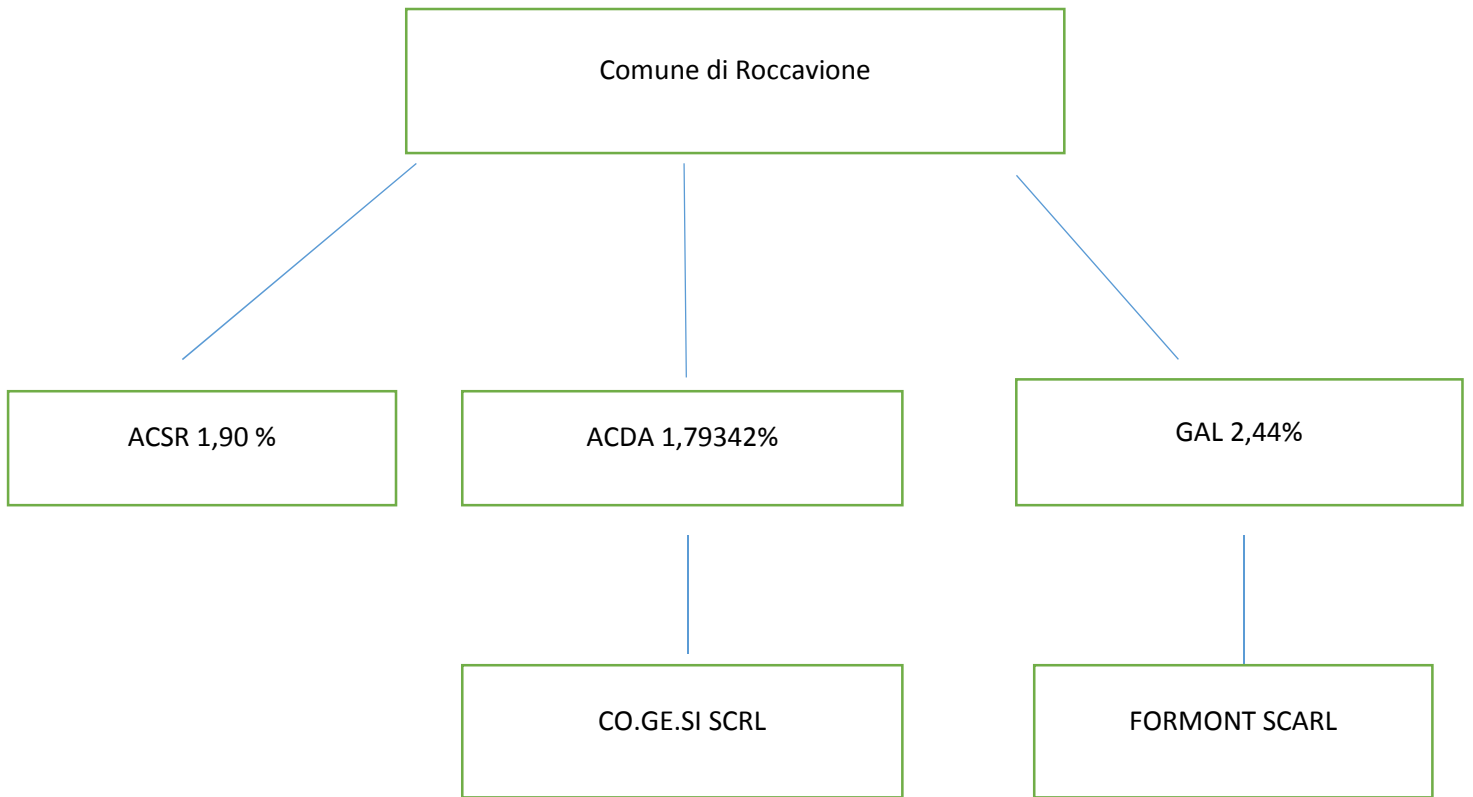 Comune di Roccavione
ACSR 1,90 %
ACDA 1,79342%
GAL 2,44%
CO.GE.SI SCRL
FORMONT SCARL